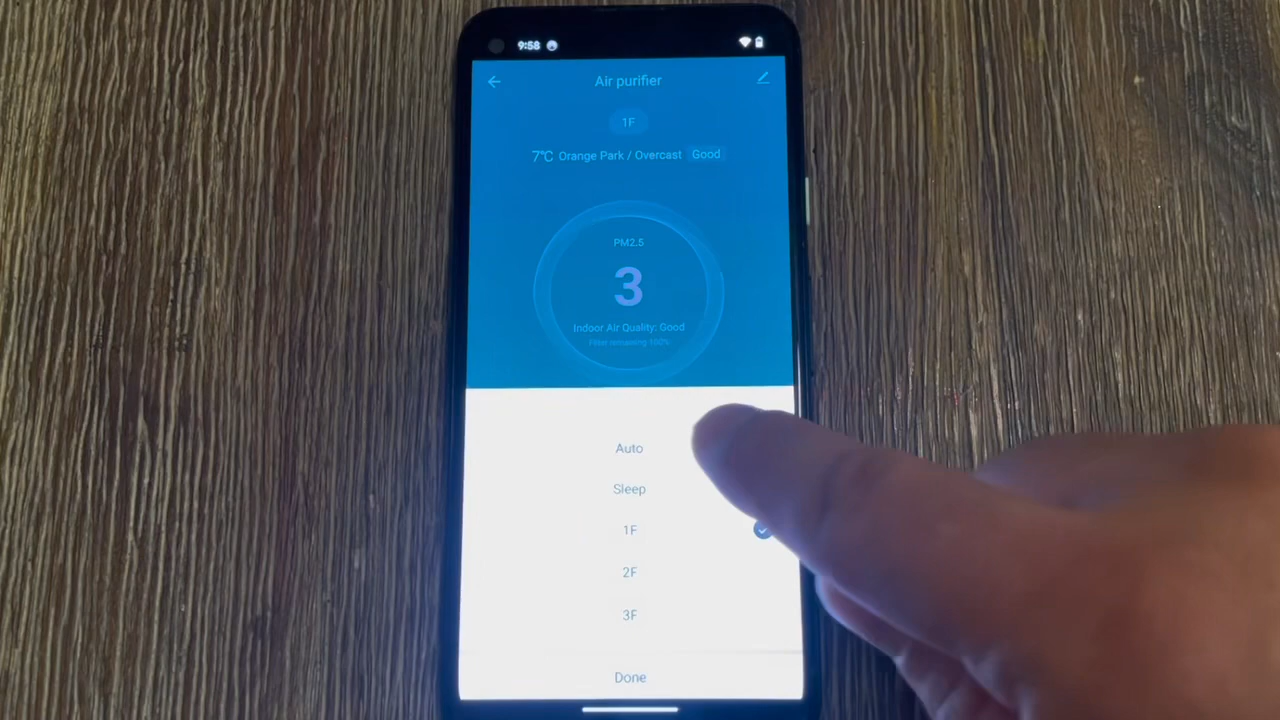 9:58
Air purifier
1F
7℃ Orange Park / Overcast Good
PM2.5
3
Indoor Air Quality: Good
Filter remaining 100%
Auto
Sleep
1F
2F
3F
Done